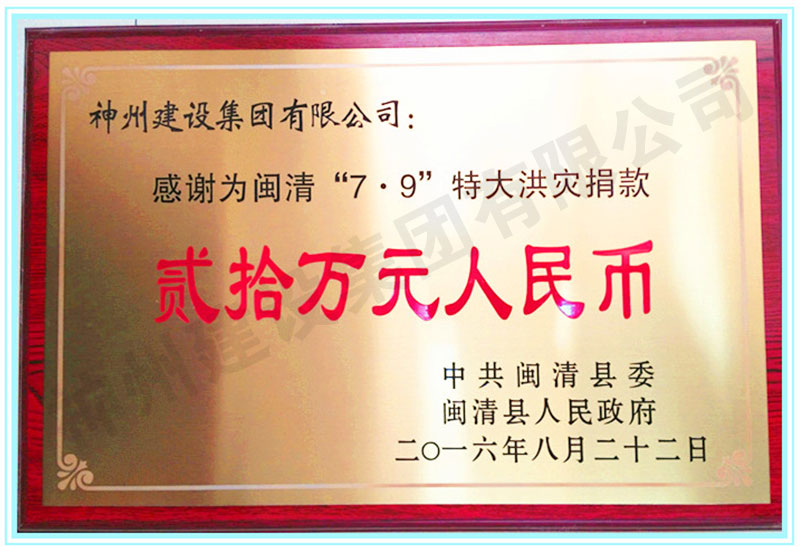 神州建设集团有限公司：
感谢为闽清“7·9”特大洪灾捐款
贰拾万元人民币
中共闽清县委
闽清县人民政府
二〇一六年八月二十二日
神州建设集团有限公司